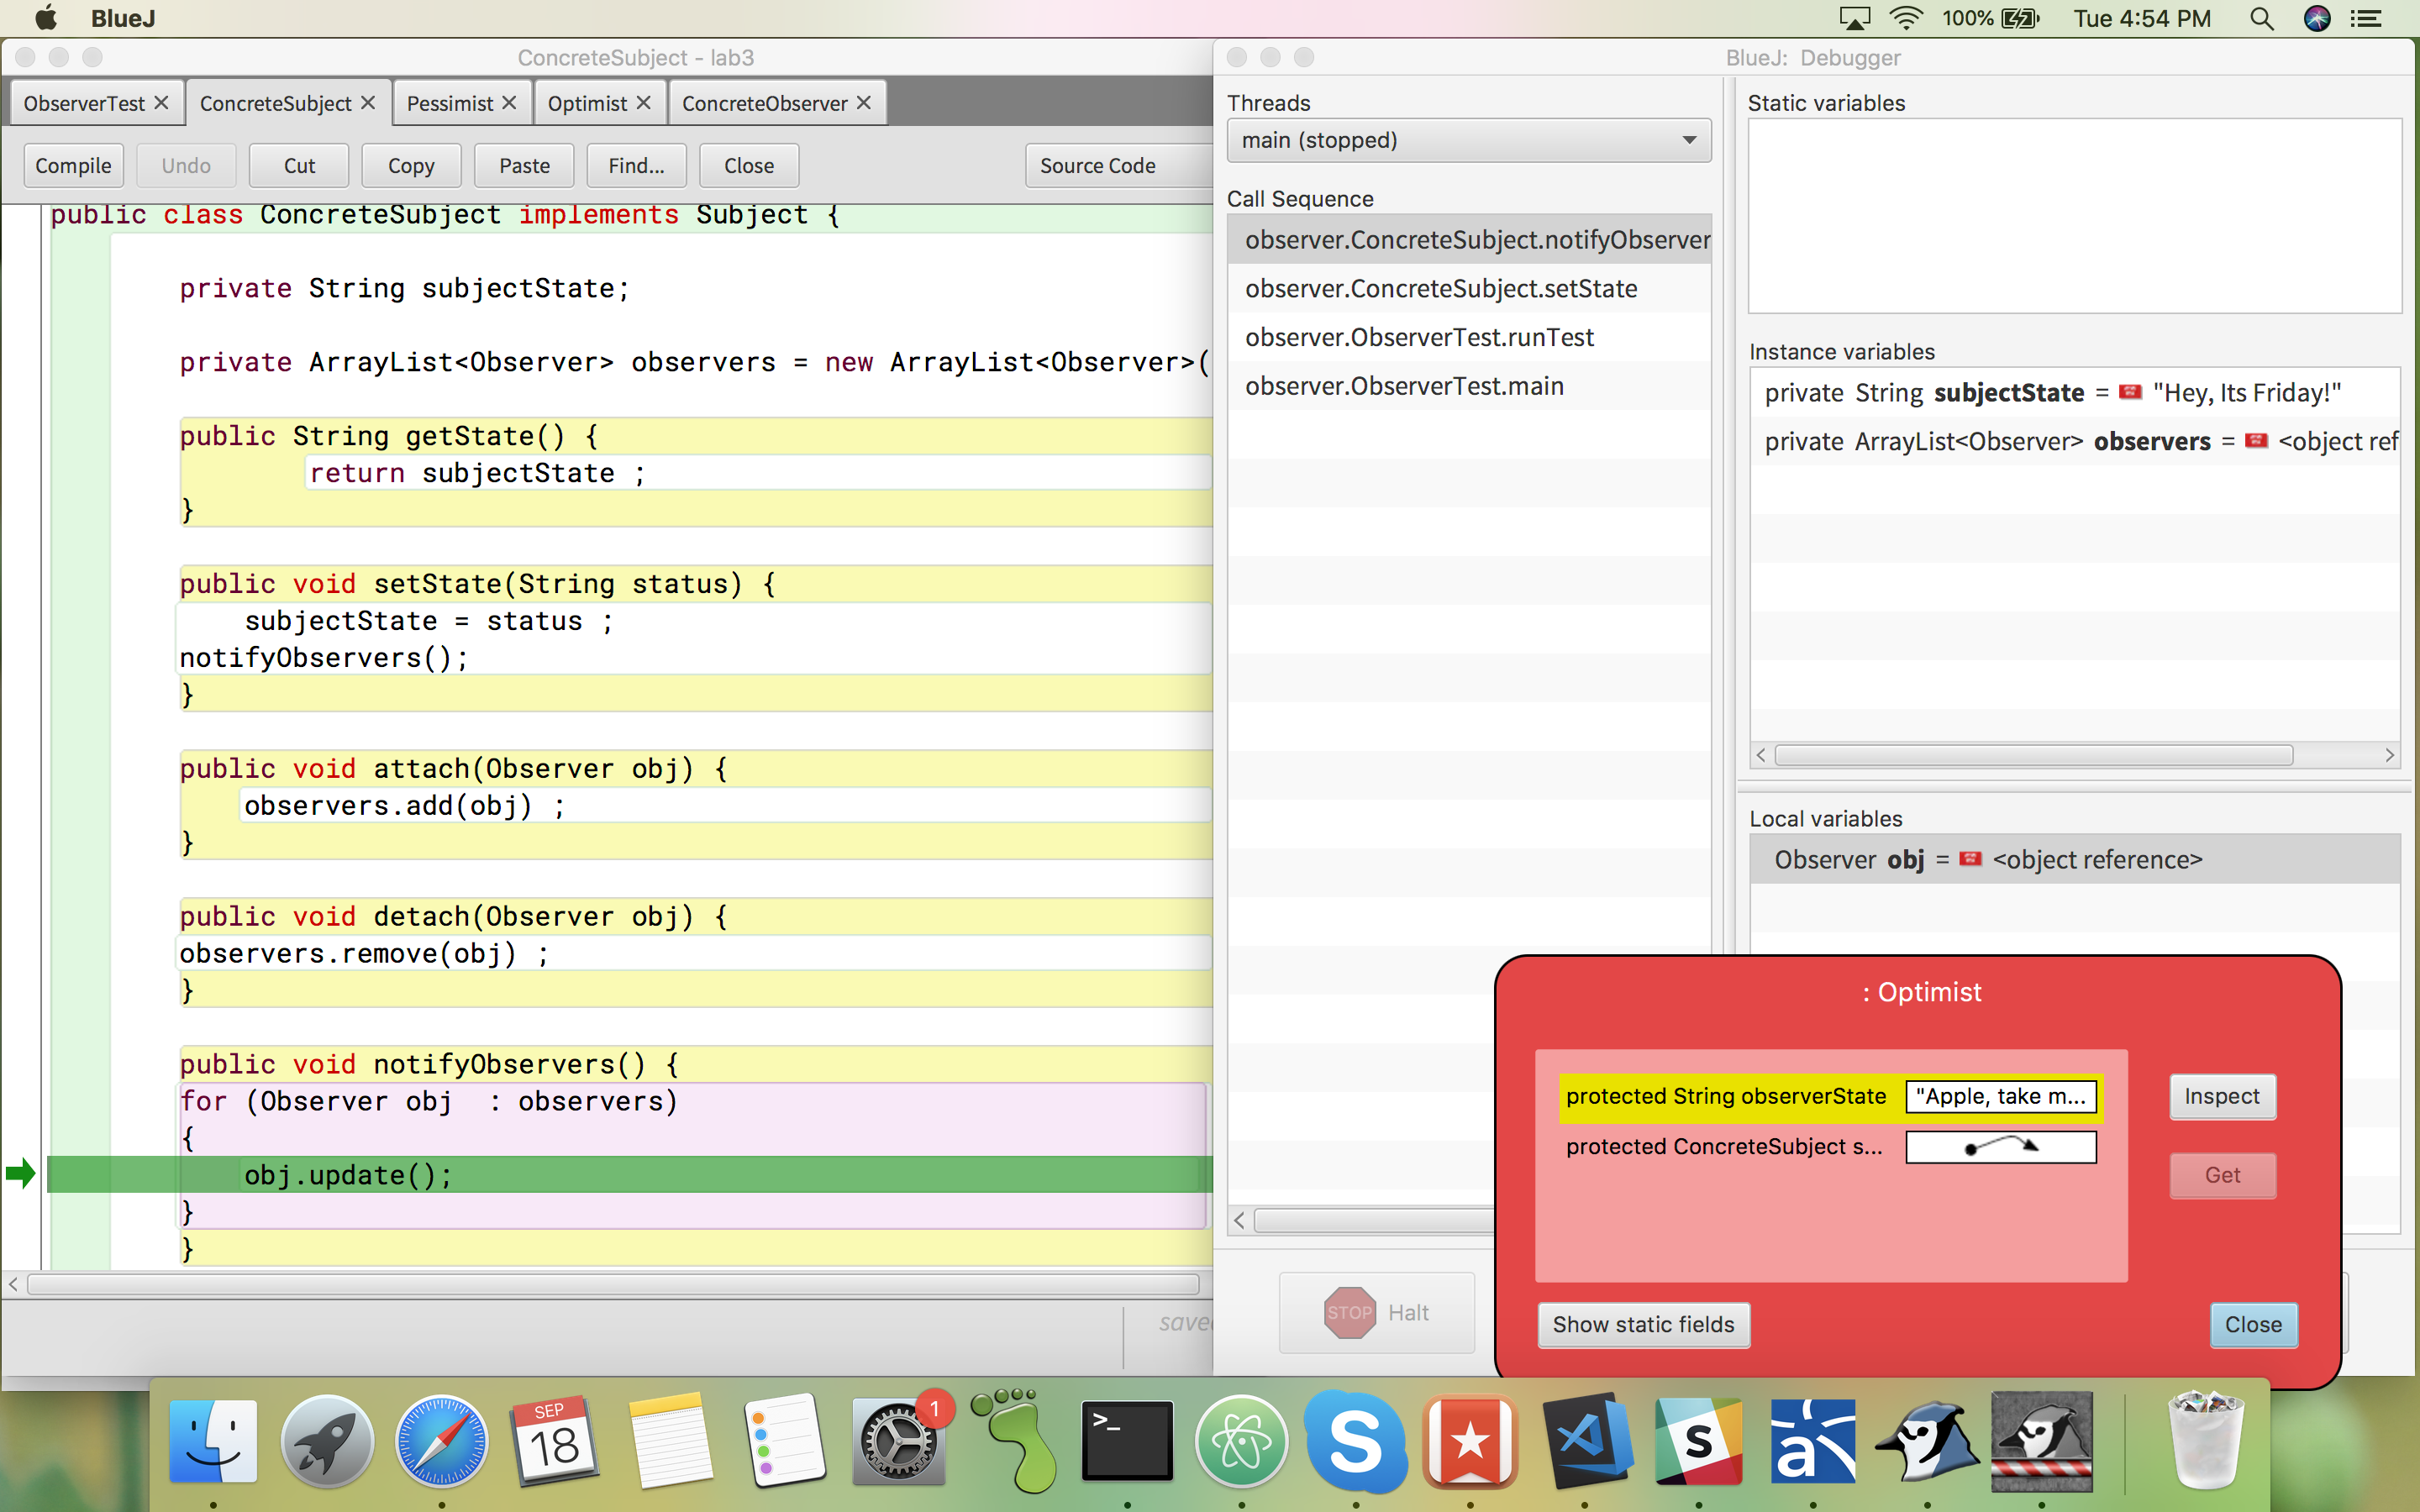 BlueJ
100%
Tue 4:54 PM
ConcreteSubject - lab3
ObserverTest
ConcreteSubject
Pessimist
Optimist
ConcreteObserver
Compile
Undo
Cut
Copy
Paste
Find...
Close
Source Code
public class ConcreteSubject implements Subject {
private String subjectState;
private ArrayList<Observer> observers = new ArrayList<Observer>(
public String getState() {
return subjectState ;
}
public void setState(String status) {
subjectState = status ;
notifyObservers();
}
public void attach(Observer obj) {
observers.add(obj) ;
}
public void detach(Observer obj) {
observers.remove(obj) ;
}
public void notifyObservers() {
for (Observer obj  : observers)
{
obj.update();
}
}
save
BlueJ:  Debugger
Threads
main (stopped)
Call Sequence
observer.ConcreteSubject.notifyObserver
observer.ConcreteSubject.setState
observer.ObserverTest.runTest
observer.ObserverTest.main
STOP
Halt
Static variables
Instance variables
private String subjectState = "Hey, Its Friday!"
private ArrayList<Observer> observers = <object ref
Local variables
Observer obj = <object reference>
: Optimist
protected String observerState
"Apple, take m...
protected ConcreteSubject s...
Inspect
Get
Show static fields
Close
SEP
18
1
>_
S
S
a